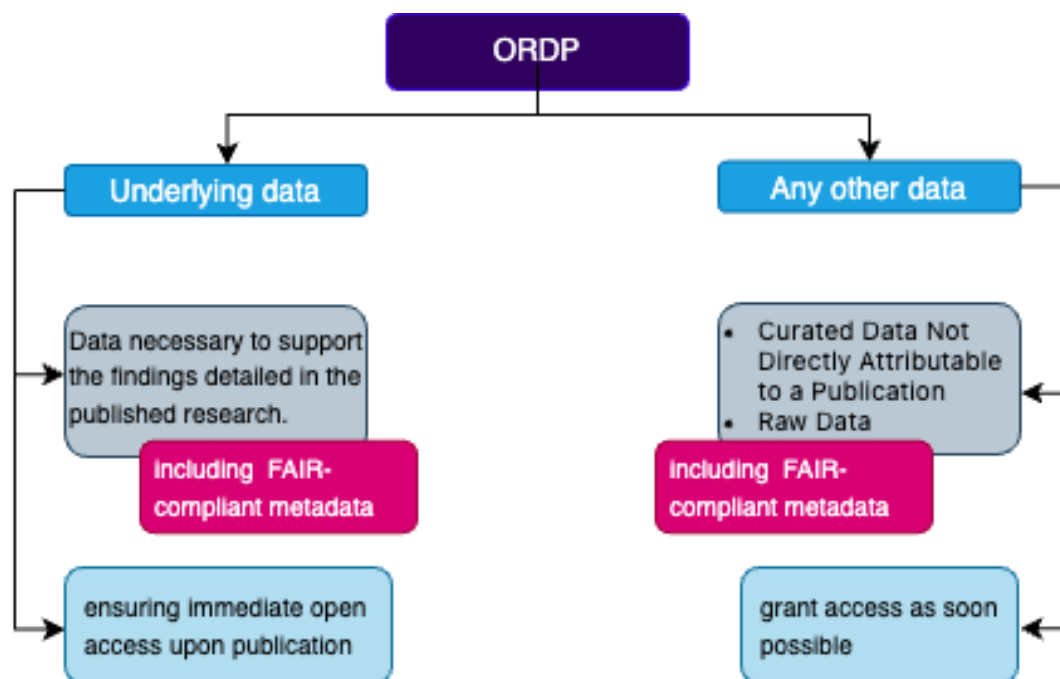 ORDP
Underlying data
Any other data
Data necessary to support
the findings detailed in the
published research.
including FAIR-
compliant metadata
• Curated Data Not
Directly Attributable
to a Publication
• Raw Data
including FAIR-
compliant metadata
ensuring immediate open
access upon publication
grant access as soon
possible